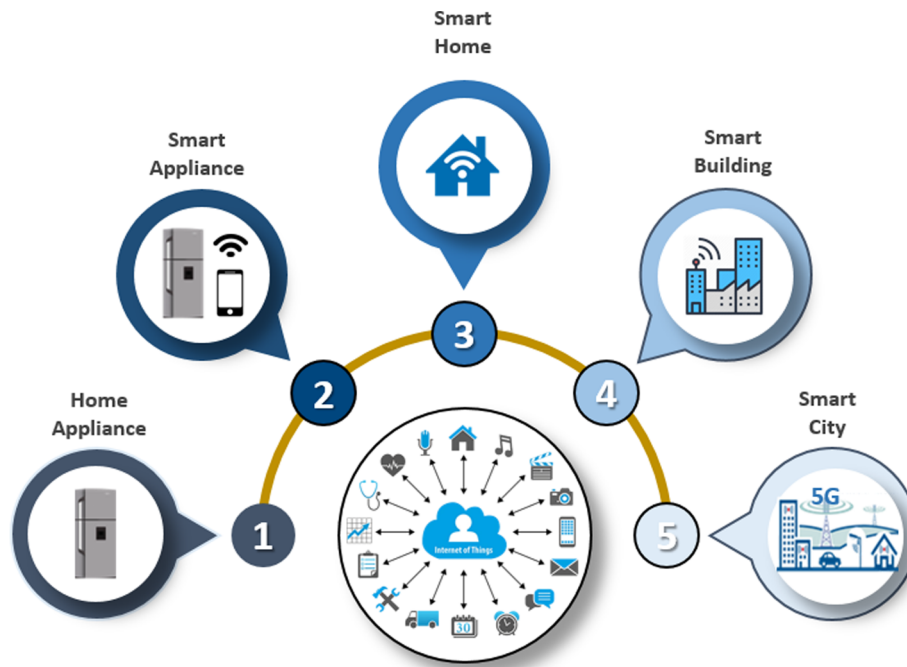 Smart
Home
Smart
Appliance
Smart
Building
3
2
4
Home
Appliance
Smart
City
1
5
5G
Internet of Things
30